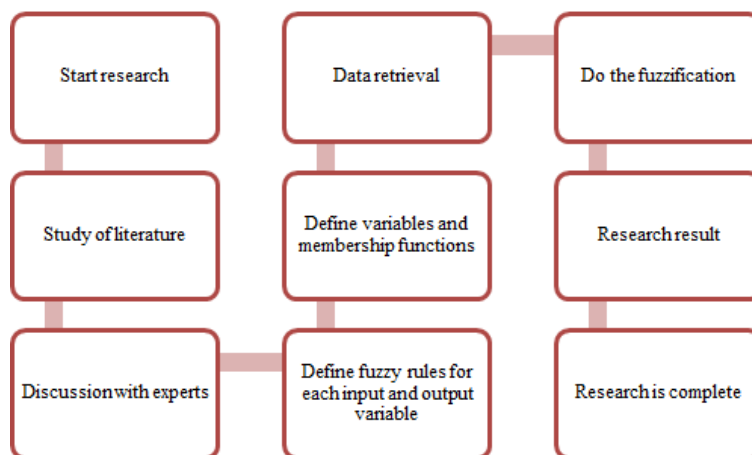 Start research
Study of literature
Discussion with experts
Define fuzzy rules for
each input and output
variable
Define variables and
membership functions
Data retrieval
Do the fuzzification
Research result
Research is complete